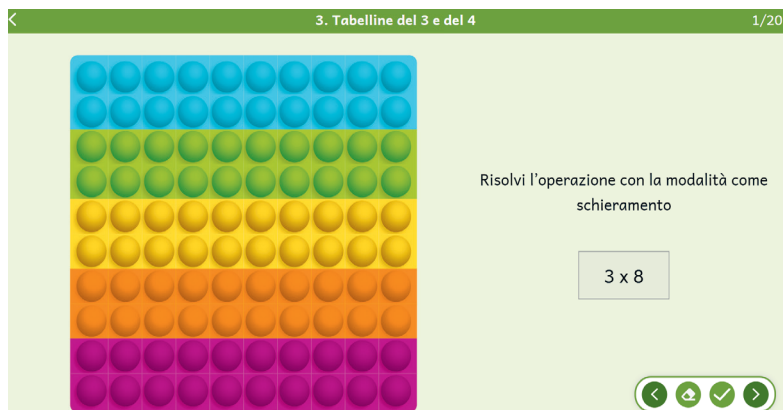 3. Tabelline del 3 e del 4
1/20
Risolvi l'operazione con la modalità come
schieramento
3 x 8